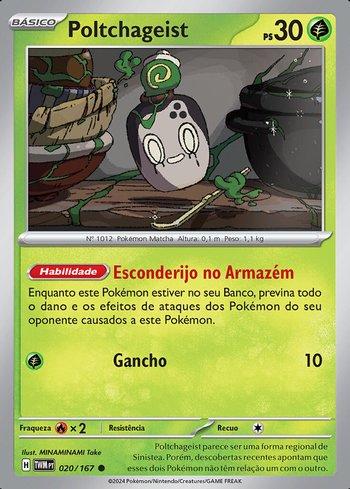 BÁSICO
Poltchageist
PS 30
Nº 1012 Pokémon Matcha Altura: 0,1 m Peso: 1,1 kg
Habilidade Esconderijo no Armazém
Enquanto este Pokémon estiver no seu Banco, previna todo
o dano e os efeitos de ataques dos Pokémon do seu
oponente causados a este Pokémon.
Gancho 10
Fraqueza × 2 Resistência Recuo
Ilust. MINAMINAMI Take
H TWM PT 020/167
Poltchageist parece ser uma forma regional de
Sinistea. Porém, descobertas recentes apontam que
esses dois Pokémon não têm relação um com o outro.
©2024 Pokémon/Nintendo/Creatures/GAME FREAK